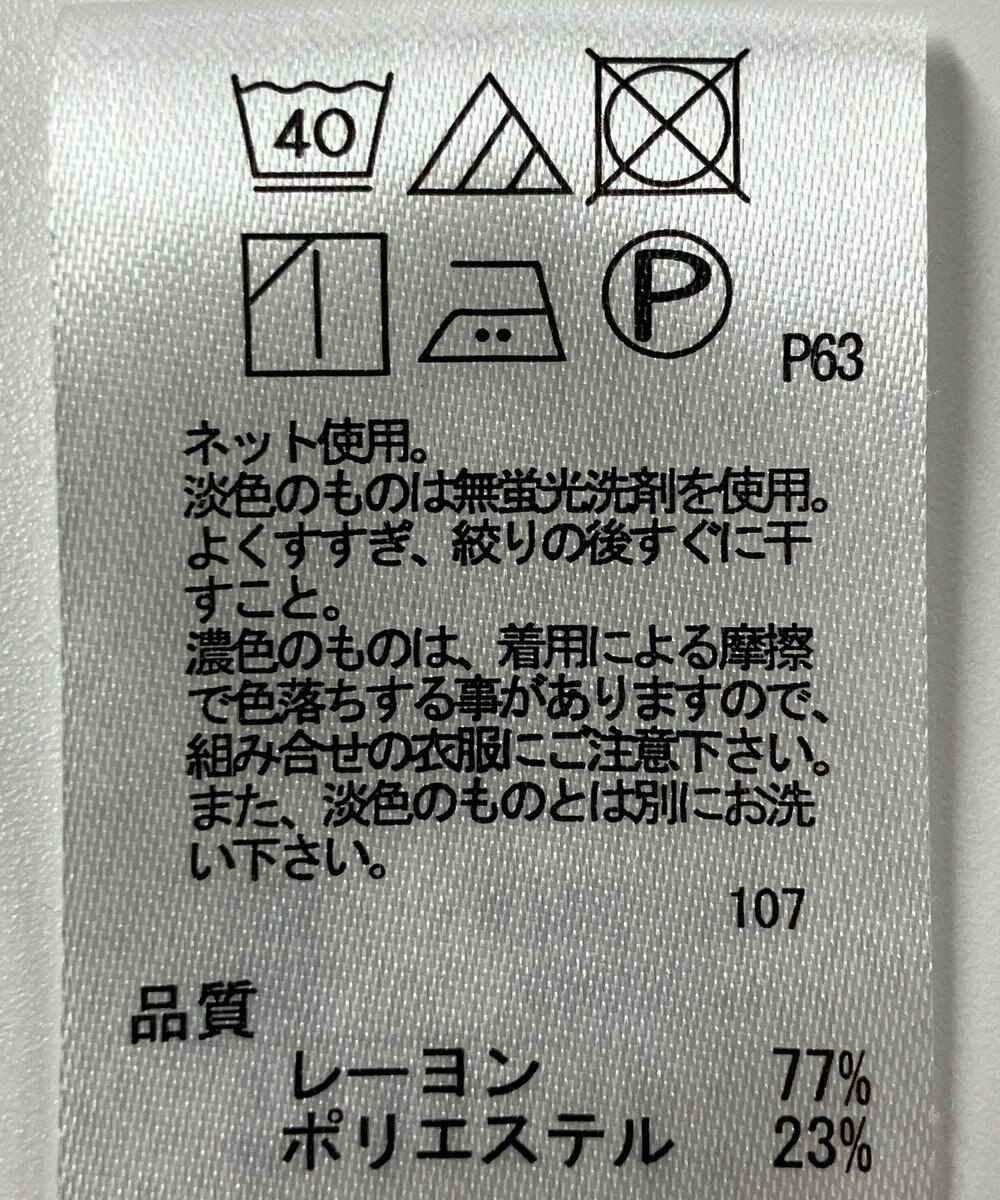 40
P
P63
ネット使用。
淡色のものは無蛍光洗剤を使用。
よくすすぎ、絞りの後すぐに干
すこと。
濃色のものは、着用による摩擦
で色落ちする事がありますので、
組み合せの衣服にご注意下さい。
また、淡色のものとは別にお洗
い下さい。
107
品質
レーヨン 77%
ポリエステル 23%